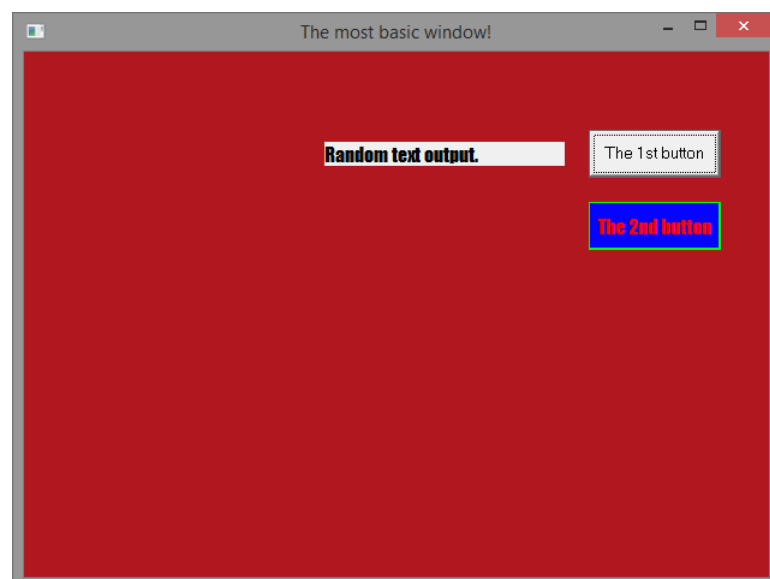 The most basic window!
Random text output.
The 1st button
The 2nd button